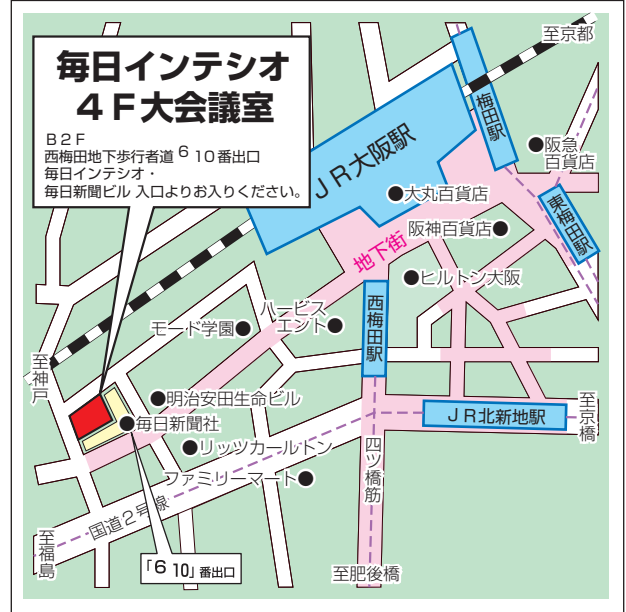 毎日インテシオ
4F大会議室
B2F
西梅田地下歩行者道 6 10番出口
毎日インテシオ・
毎日新聞ビル 入口よりお入りください。
至京都
梅田駅
阪急
百貨店
JR大阪駅
大丸百貨店
阪神百貨店
東梅田駅
地下街
ヒルトン大阪
ハービス
エント
モード学園
西梅田駅
至神戸
明治安田生命ビル
毎日新聞社
JR北新地駅
至京橋
リッツカールトン
四ツ橋筋
ファミリーマート
国道2号線
至福島
「6 10」番出口
至肥後橋